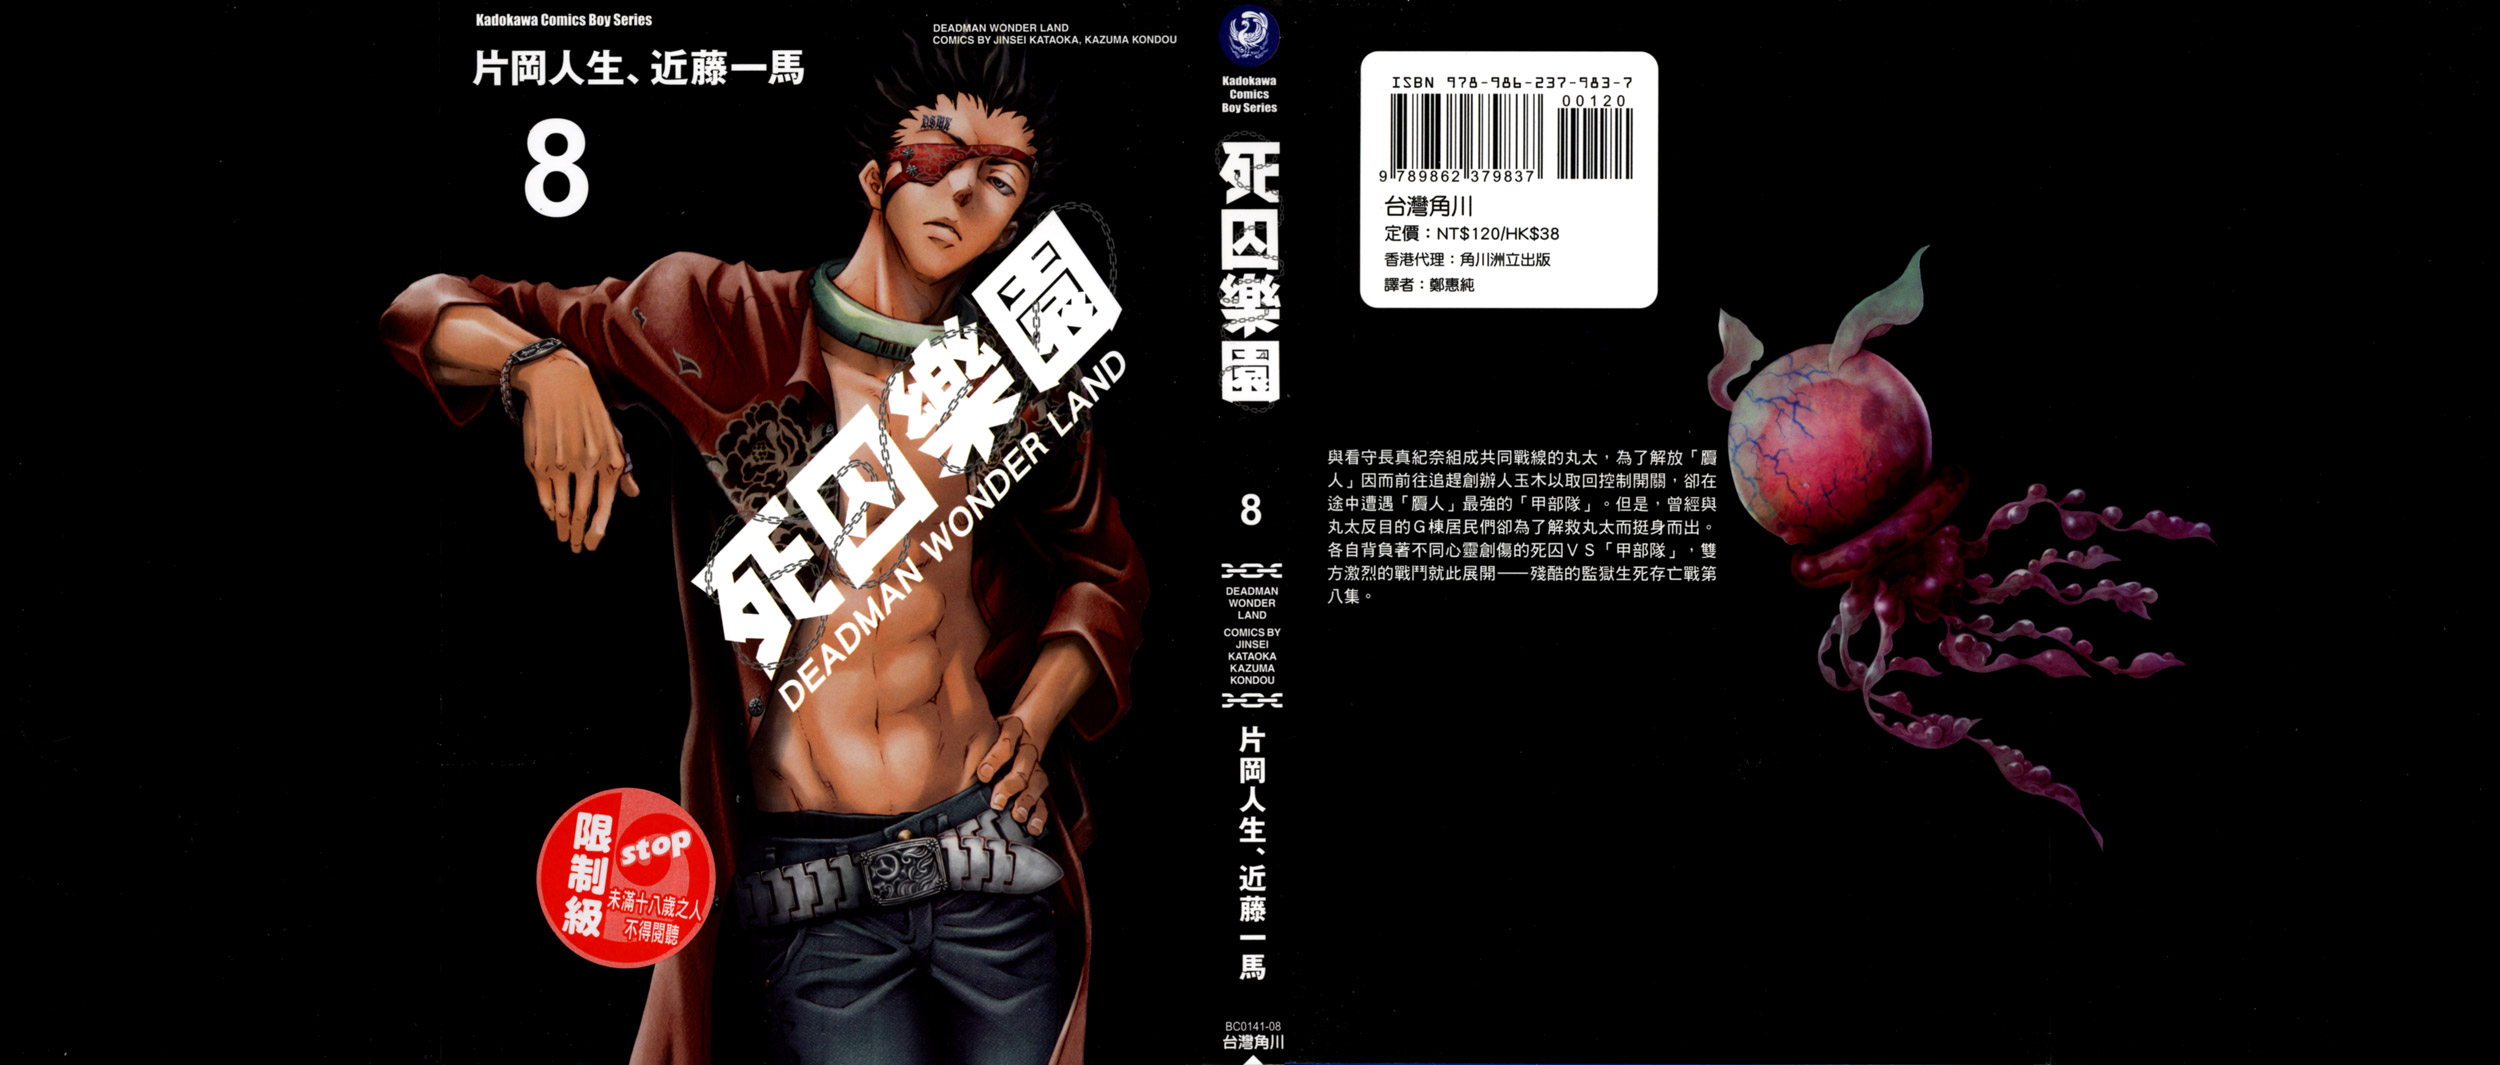 Kadokawa Comics Boy Series
片岡人生、近藤一馬
8
DEADMAN WONDER LAND
COMICS BY JINSEI KATAOKA, KAZUMA KONDOU
死囚樂園
DEADMAN WONDER LAND
限制級
stop
未滿十八歲之人
不得閱聽
Kadokawa
Comics
Boy Series
死囚樂園
8
DEADMAN
WONDER
LAND
COMICS BY
JINSEI
KATAOKA
KAZUMA
KONDOU
片岡人生、近藤一馬
BC0141-08
台灣角川
ISBN 978-986-237-983-7
00120
9 789862 379837
台灣角川
定價：NT$120/HK$38
香港代理：角川洲立出版
譯者：鄭惠純
與看守長真紀奈組成共同戰線的丸太，為了解放「贗
人」因而前往追趕創辦人玉木以取回控制開關，卻在
途中遭遇「贗人」最強的「甲部隊」。但是，曾經與
丸太反目的Ｇ棟居民們卻為了解救丸太而挺身而出。
各自背負著不同心靈創傷的死囚ＶＳ「甲部隊」，雙
方激烈的戰鬥就此展開——殘酷的監獄生死存亡戰第
八集。